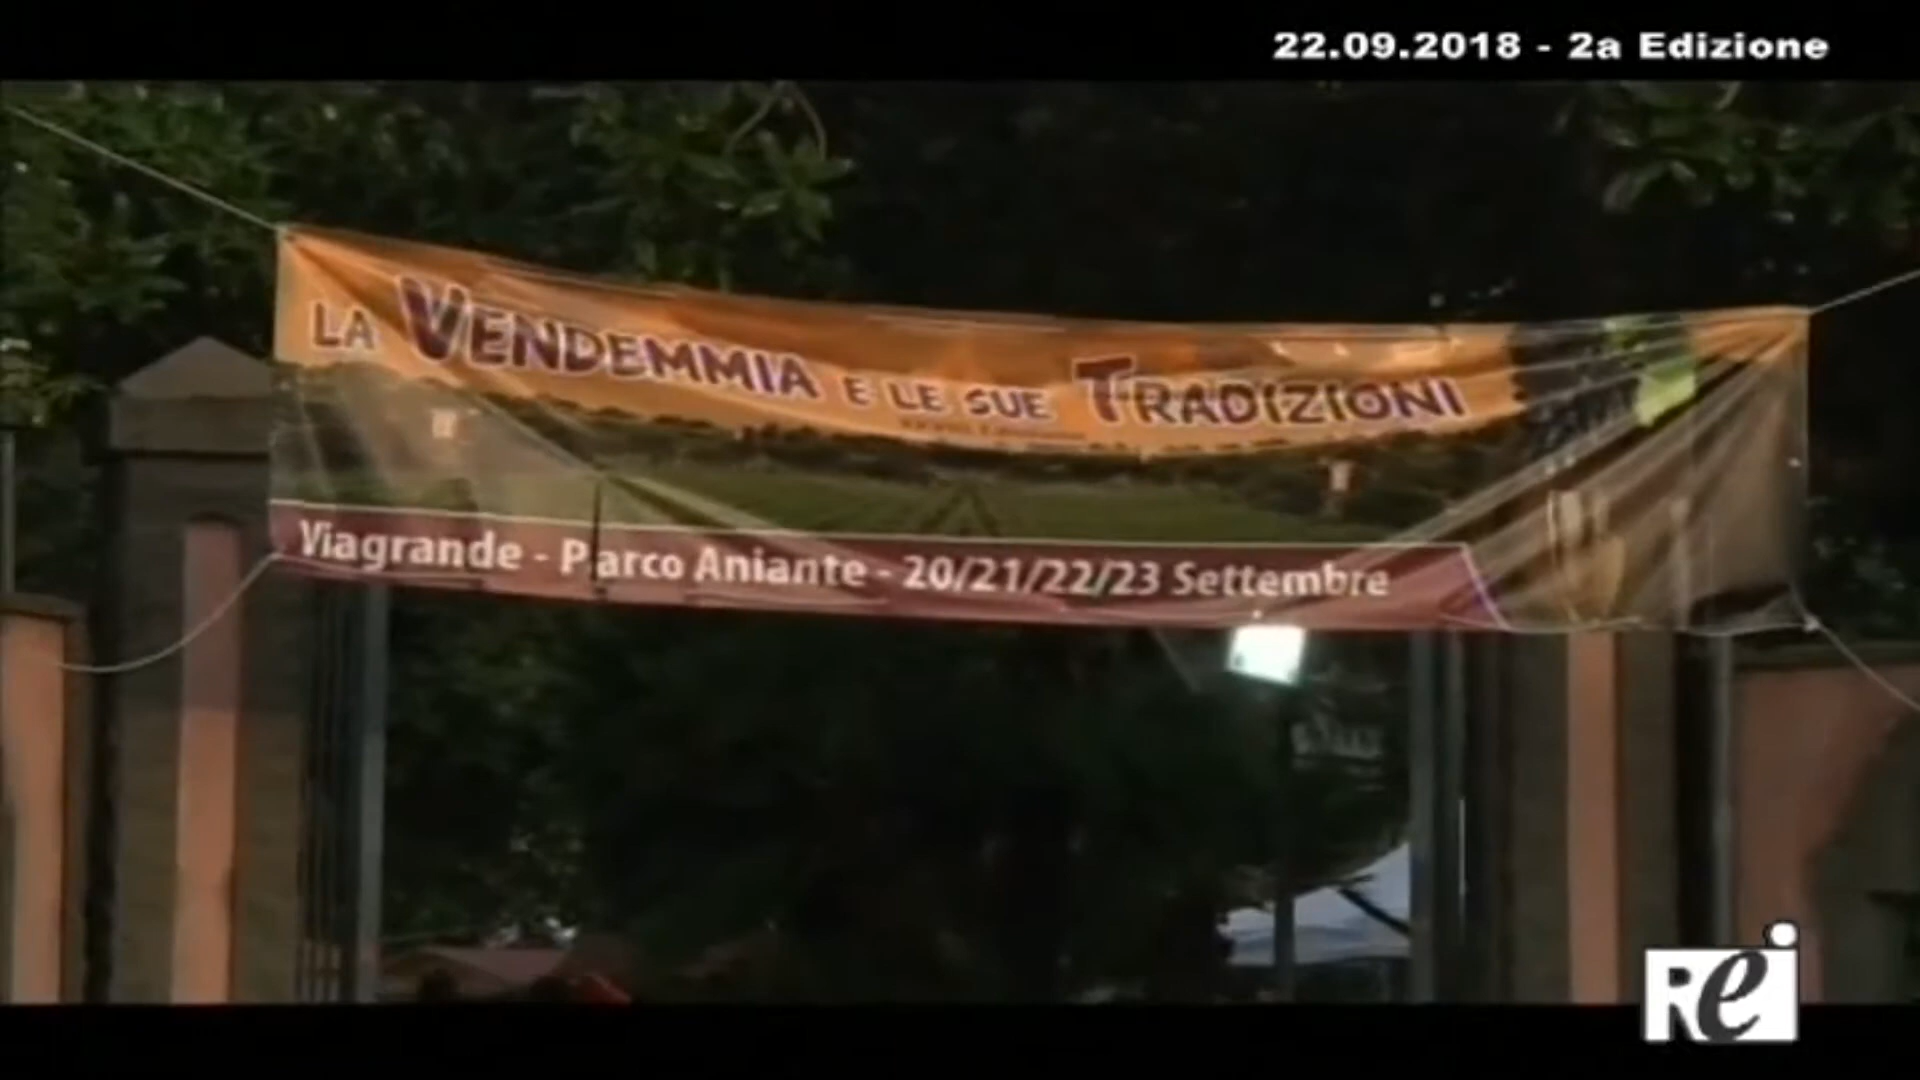 22.09.2018 - 2a Edizione
LA VENDEMMIA E LE SUE TRADIZIONI
Viagrande - Parco Aniante - 20/21/22/23 Settembre
Rei